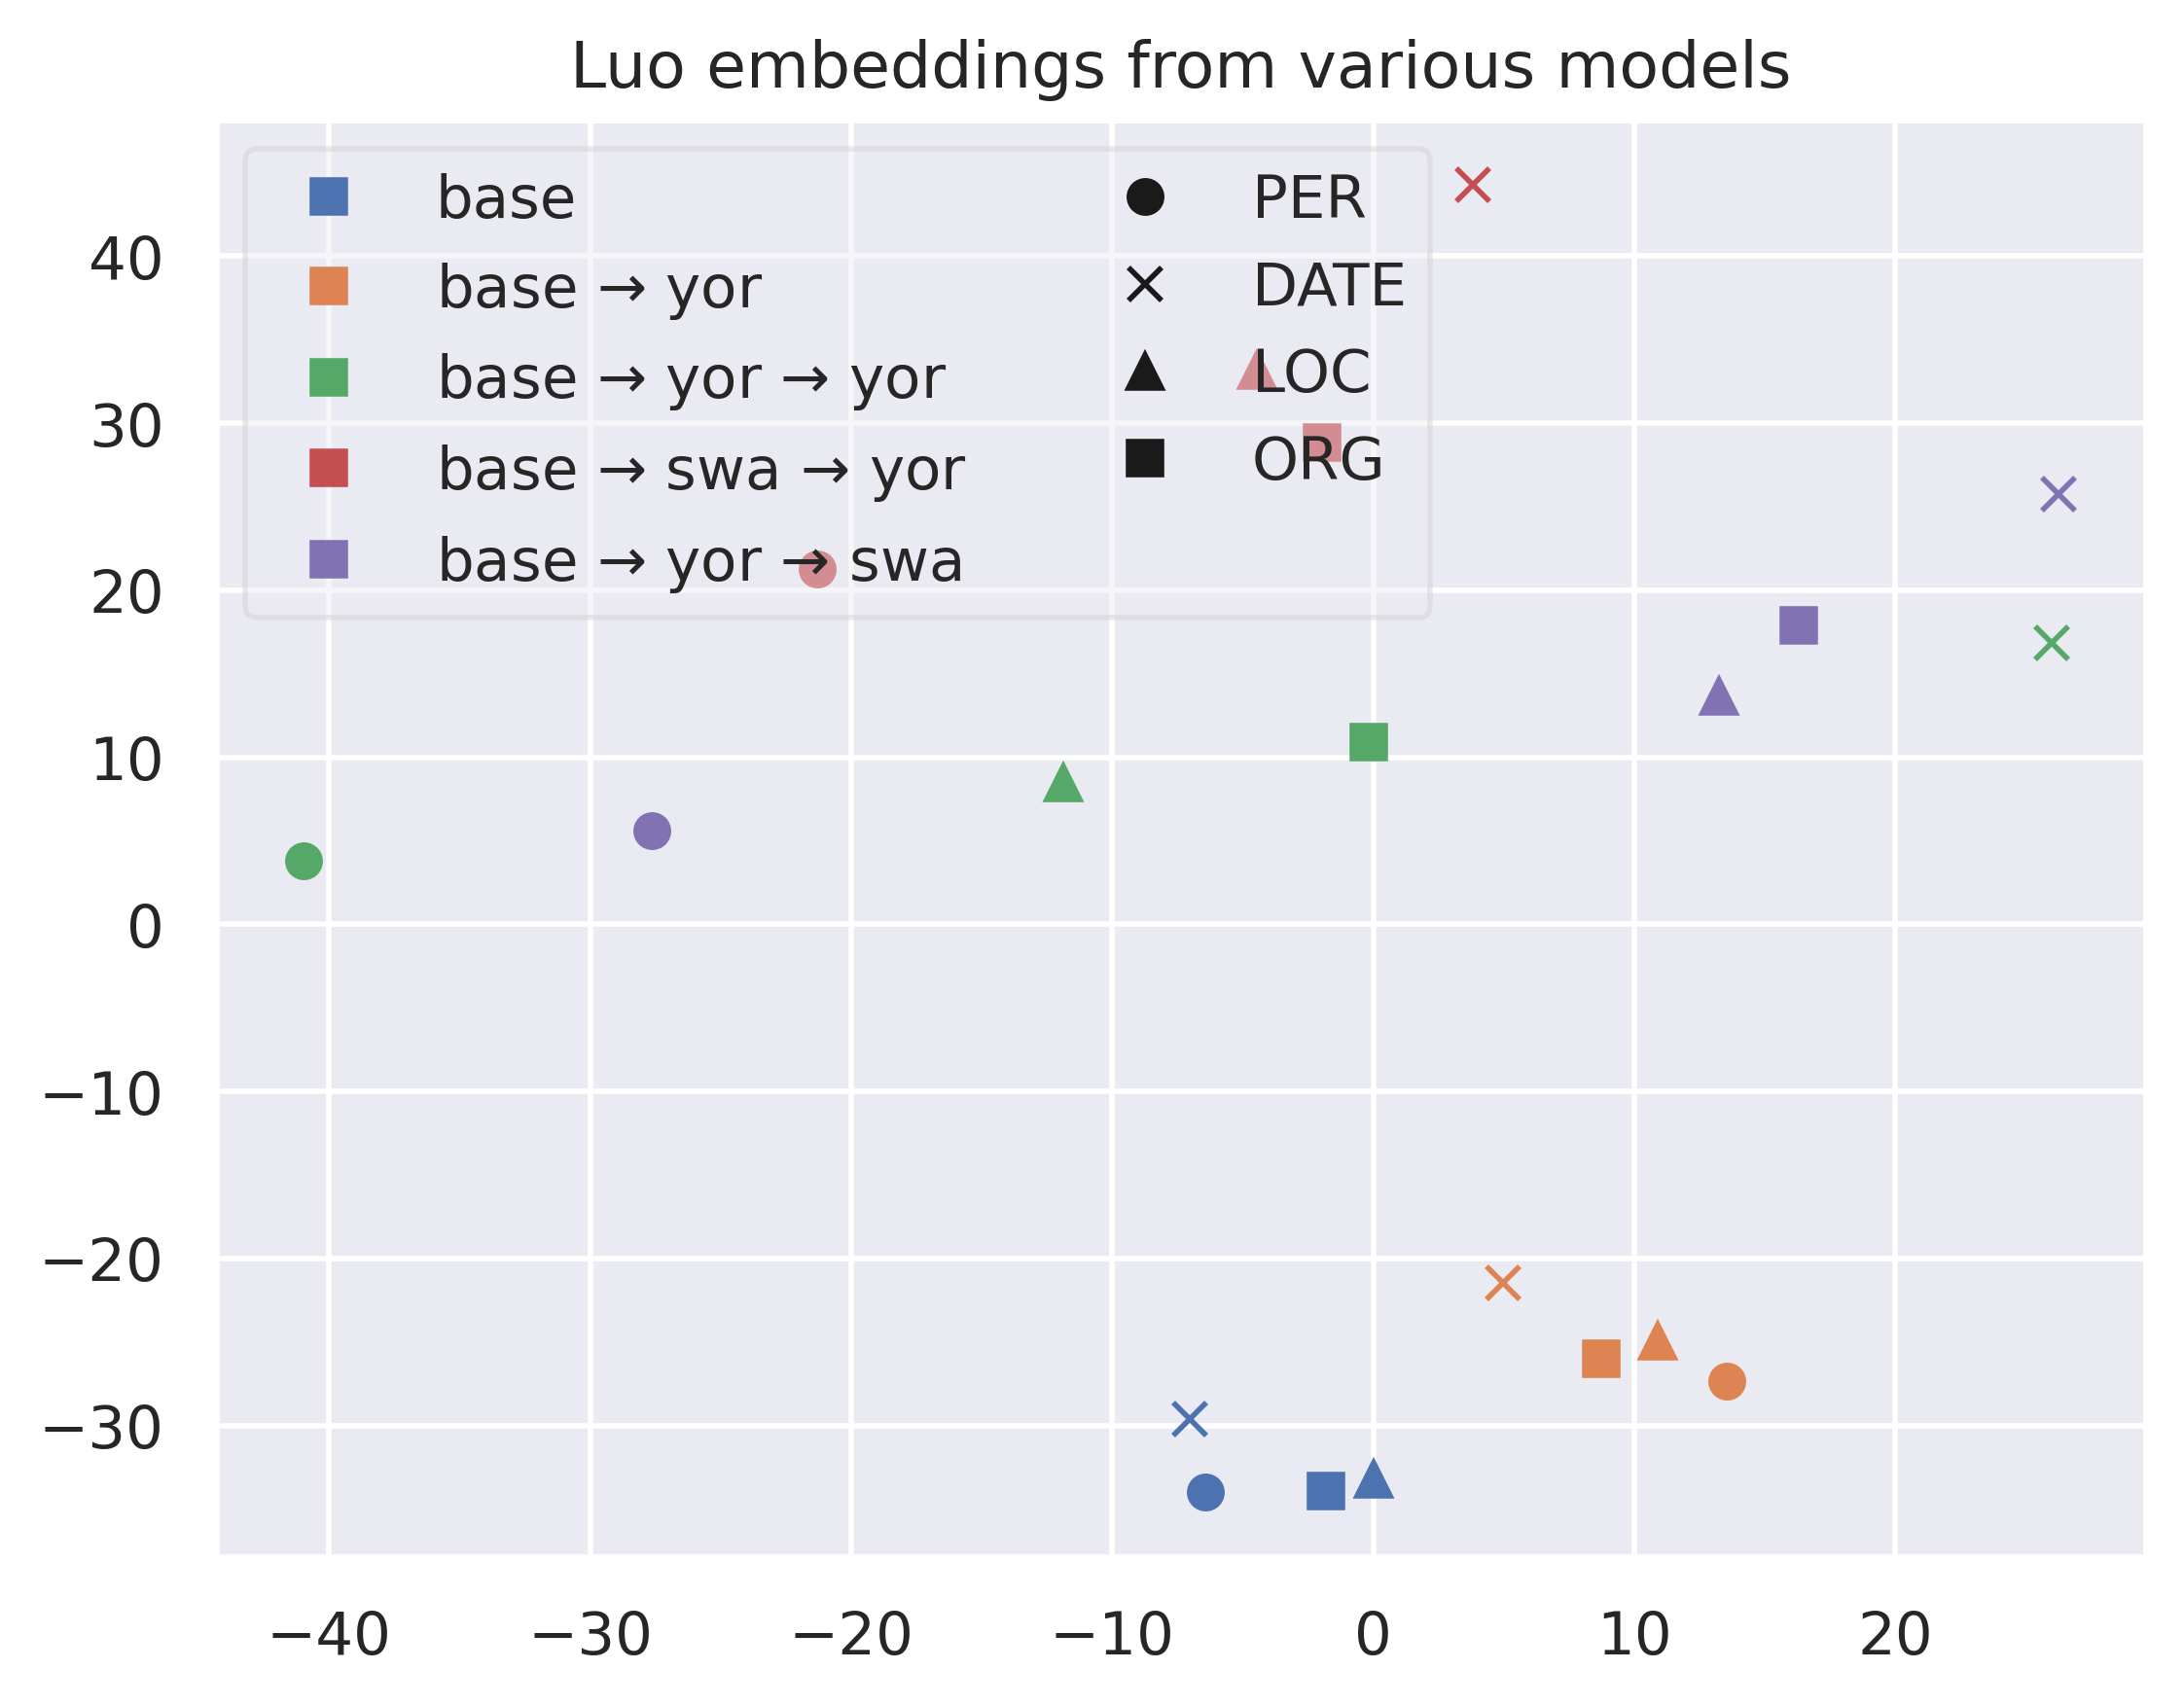 Luo embeddings from various models
base
base → yor
base → yor → yor
base → swa → yor
base → yor → swa
PER
DATE
LOC
ORG
40
30
20
10
0
−10
−20
−30
−40 −30 −20 −10 0 10 20